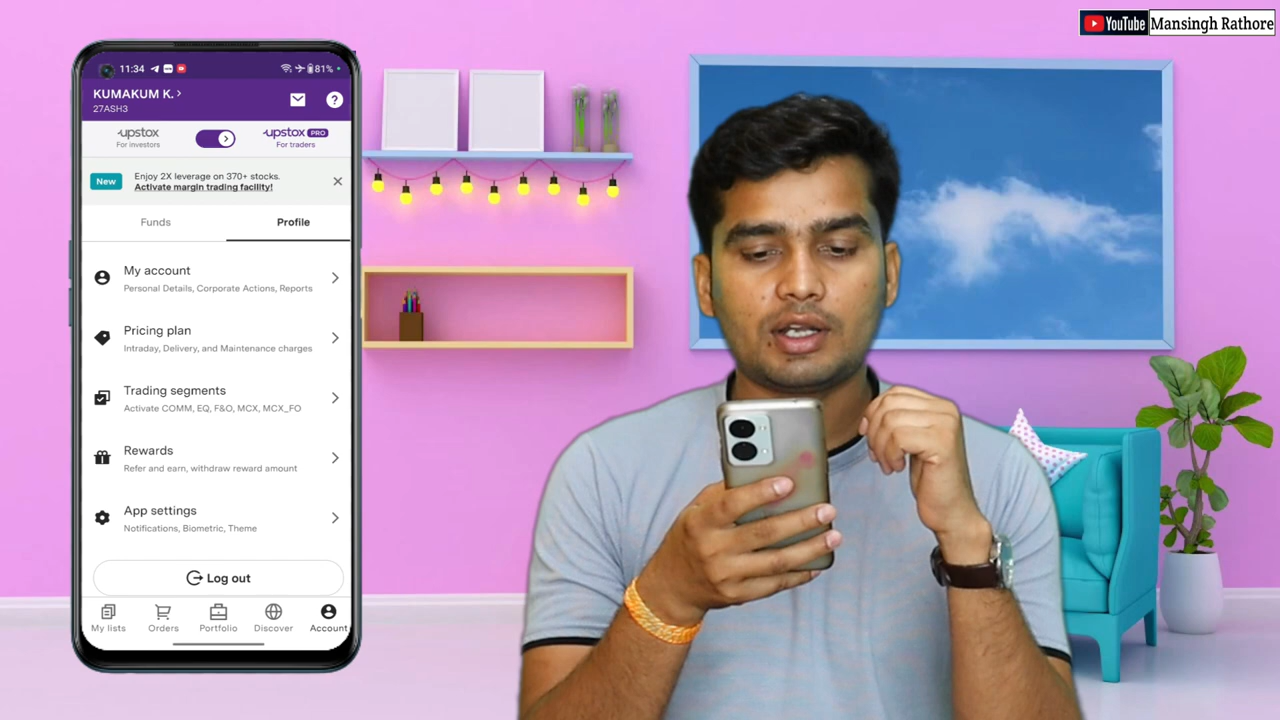 YouTube Mansingh Rathore
11:34
81%
KUMAKUM K. >
27ASH3
?
upstox
For investors
upstox PRO
For traders
New
Enjoy 2X leverage on 370+ stocks.
Activate margin trading facility!
Funds
Profile
My account
Personal Details, Corporate Actions, Reports
Pricing plan
Intraday, Delivery, and Maintenance charges
Trading segments
Activate COMM, EQ, F&O, MCX, MCX_FO
Rewards
Refer and earn, withdraw reward amount
App settings
Notifications, Biometric, Theme
Log out
My lists
Orders
Portfolio
Discover
Account